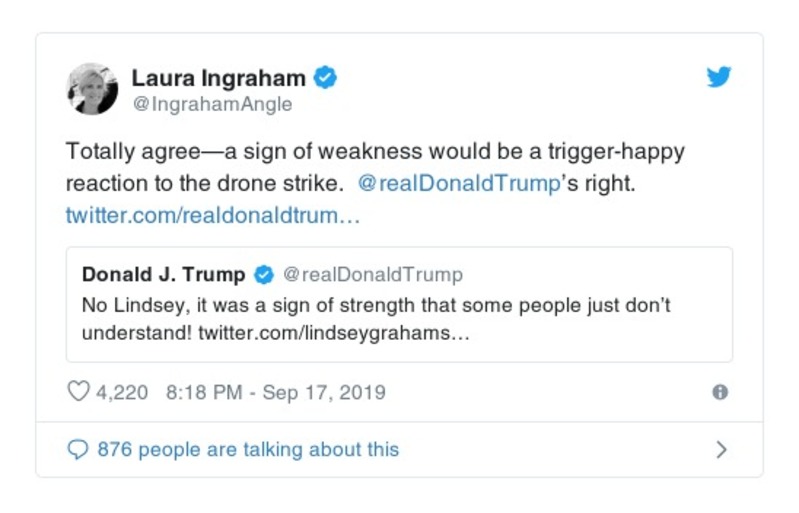 Laura Ingraham
@IngrahamAngle
Totally agree—a sign of weakness would be a trigger-happy
reaction to the drone strike.  @realDonaldTrump's right.
twitter.com/realdonaldtrum…
Donald J. Trump @realDonaldTrump
No Lindsey, it was a sign of strength that some people just don't
understand! twitter.com/lindseygrahams…
4,220 8:18 PM - Sep 17, 2019
876 people are talking about this